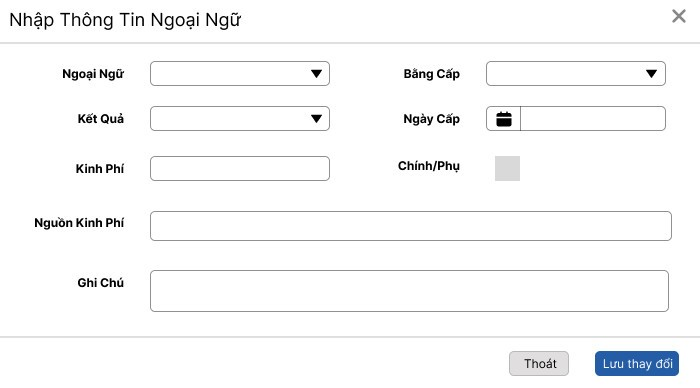 Nhập Thông Tin Ngoại Ngữ
Ngoại Ngữ
Bằng Cấp
Kết Quả
Ngày Cấp
Kinh Phí
Chính/Phụ
Nguồn Kinh Phí
Ghi Chú
Thoát
Lưu thay đổi